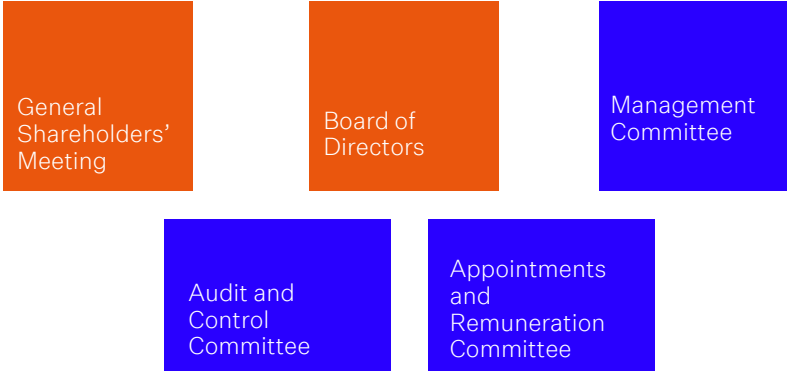 General
Shareholders’
Meeting
Board of
Directors
Management
Committee
Audit and
Control
Committee
Appointments
and
Remuneration
Committee